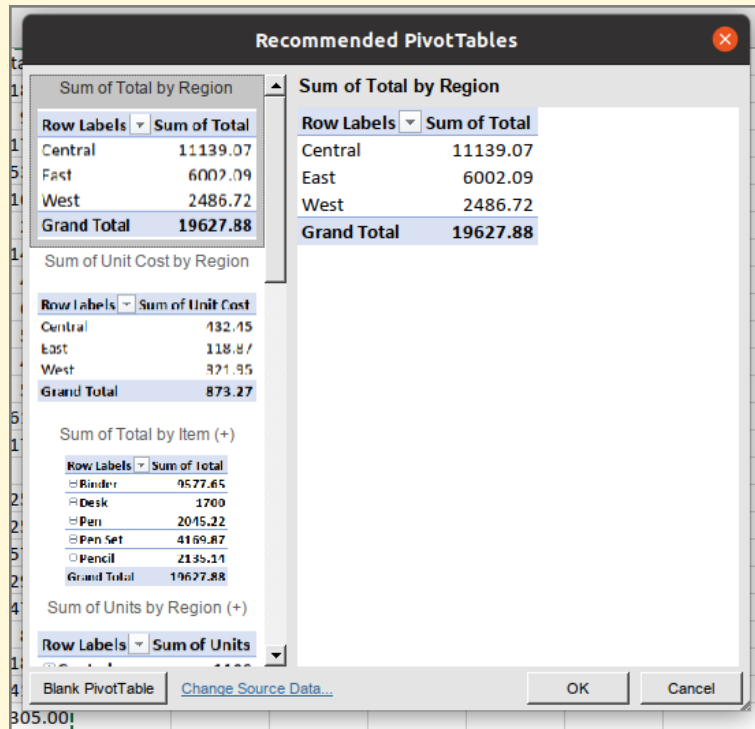 Recommended PivotTables
Sum of Total by Region
Row Labels Sum of Total
Central 11139.07
East 6002.09
West 2486.72
Grand Total 19627.88
Sum of Unit Cost by Region
Row Labels Sum of Unit Cost
Central 432.45
East 118.87
West 321.95
Grand Total 873.27
Sum of Total by Item (+)
Row Labels Sum of Total
Binder 9577.65
Desk 1700
Pen 2045.22
Pen Set 4169.87
Pencil 2135.14
Grand Total 19627.88
Sum of Units by Region (+)
Row Labels Sum of Units
Sum of Total by Region
Row Labels Sum of Total
Central 11139.07
East 6002.09
West 2486.72
Grand Total 19627.88
Blank PivotTable Change Source Data... OK Cancel
305.00